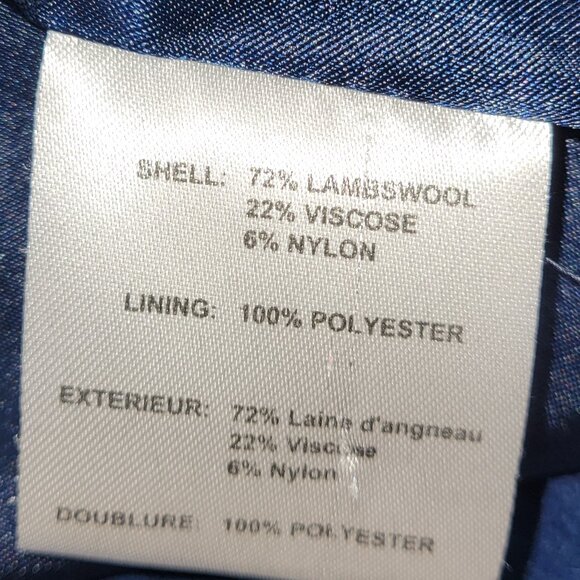 SHELL: 72% LAMBSWOOL
22% VISCOSE
6% NYLON
LINING: 100% POLYESTER
EXTERIEUR: 72% Laine d'angneau
22% Viscose
6% Nylon
DOUBLURE: 100% POLYESTER